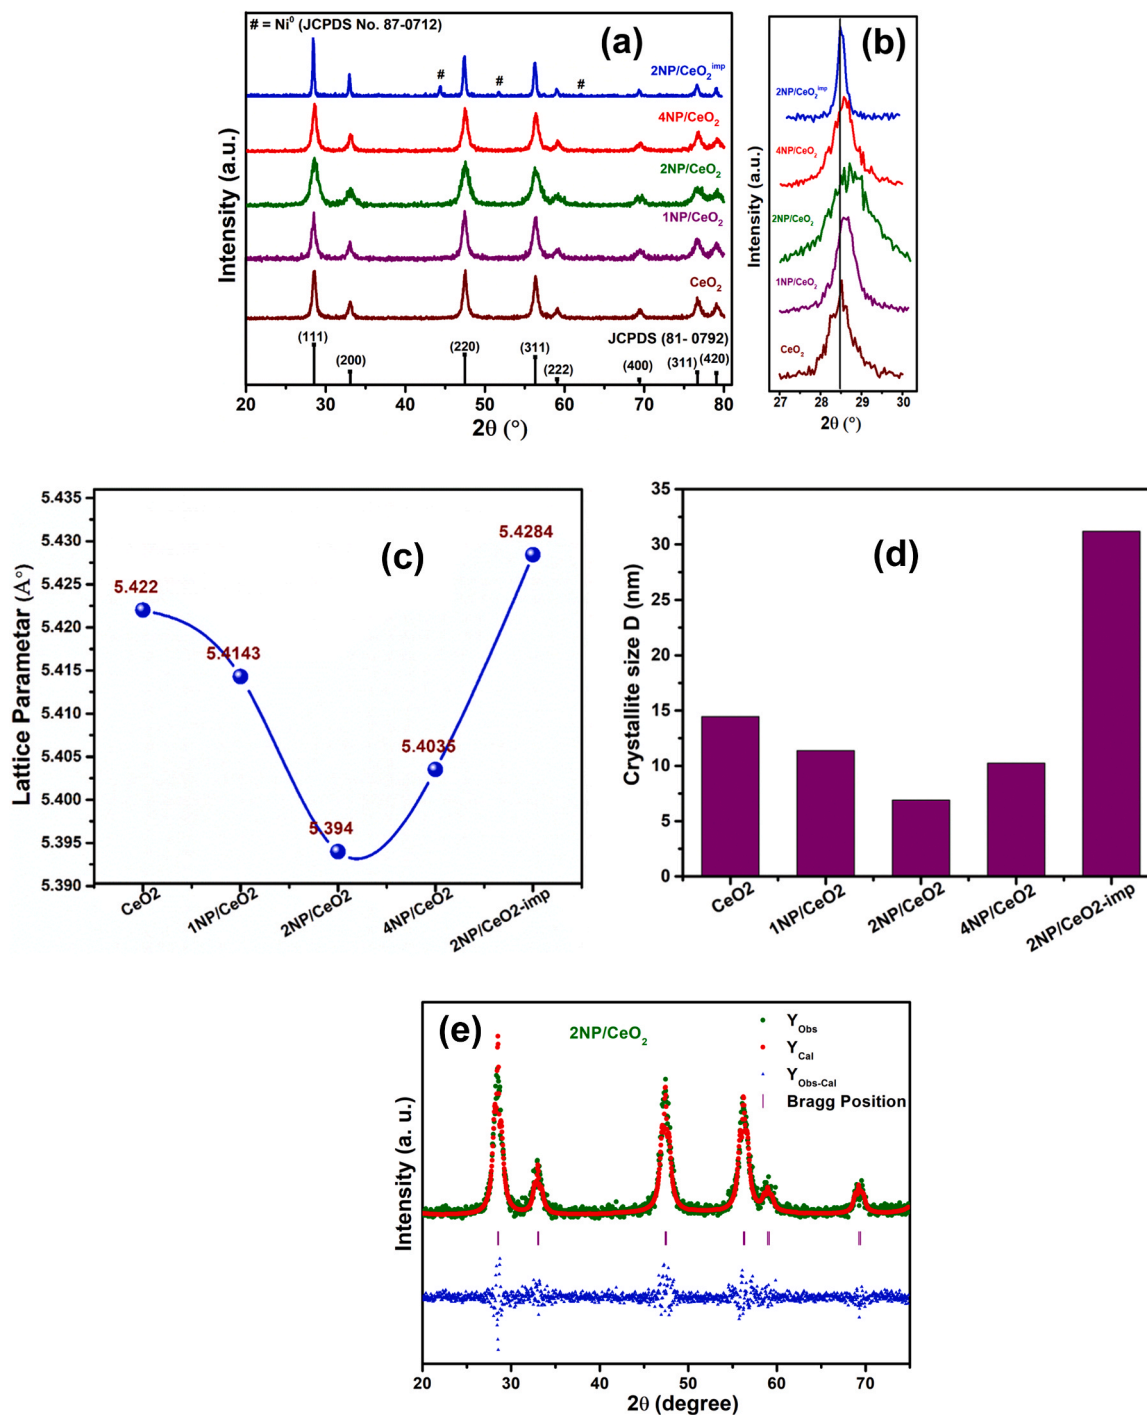 # = Ni⁰ (JCPDS No. 87-0712)
(a)
2NP/CeO₂ⁱᵐᵖ
4NP/CeO₂
2NP/CeO₂
1NP/CeO₂
CeO₂
# # #
JCPDS (81- 0792)
(111) (200) (220) (311) (222) (400) (311) (420)
20 30 40 50 60 70 80
2θ (°)
Intensity (a.u.)
(b)
2NP/CeO₂ⁱᵐᵖ
4NP/CeO₂
2NP/CeO₂
1NP/CeO₂
CeO₂
27 28 29 30
2θ (°)
Intensity (a.u.)
(c)
Lattice Parametar (A°)
5.435
5.430
5.425
5.420
5.415
5.410
5.405
5.400
5.395
5.390
5.422
5.4143
5.394
5.4035
5.4284
CeO2 1NP/CeO2 2NP/CeO2 4NP/CeO2 2NP/CeO2-imp
(d)
Crystallite size D (nm)
35
30
25
20
15
10
5
0
CeO2 1NP/CeO2 2NP/CeO2 4NP/CeO2 2NP/CeO2-imp
(e)
2NP/CeO₂
Y_Obs
Y_Cal
Y_Obs-Cal
Bragg Position
Intensity (a. u.)
20 30 40 50 60 70
2θ (degree)